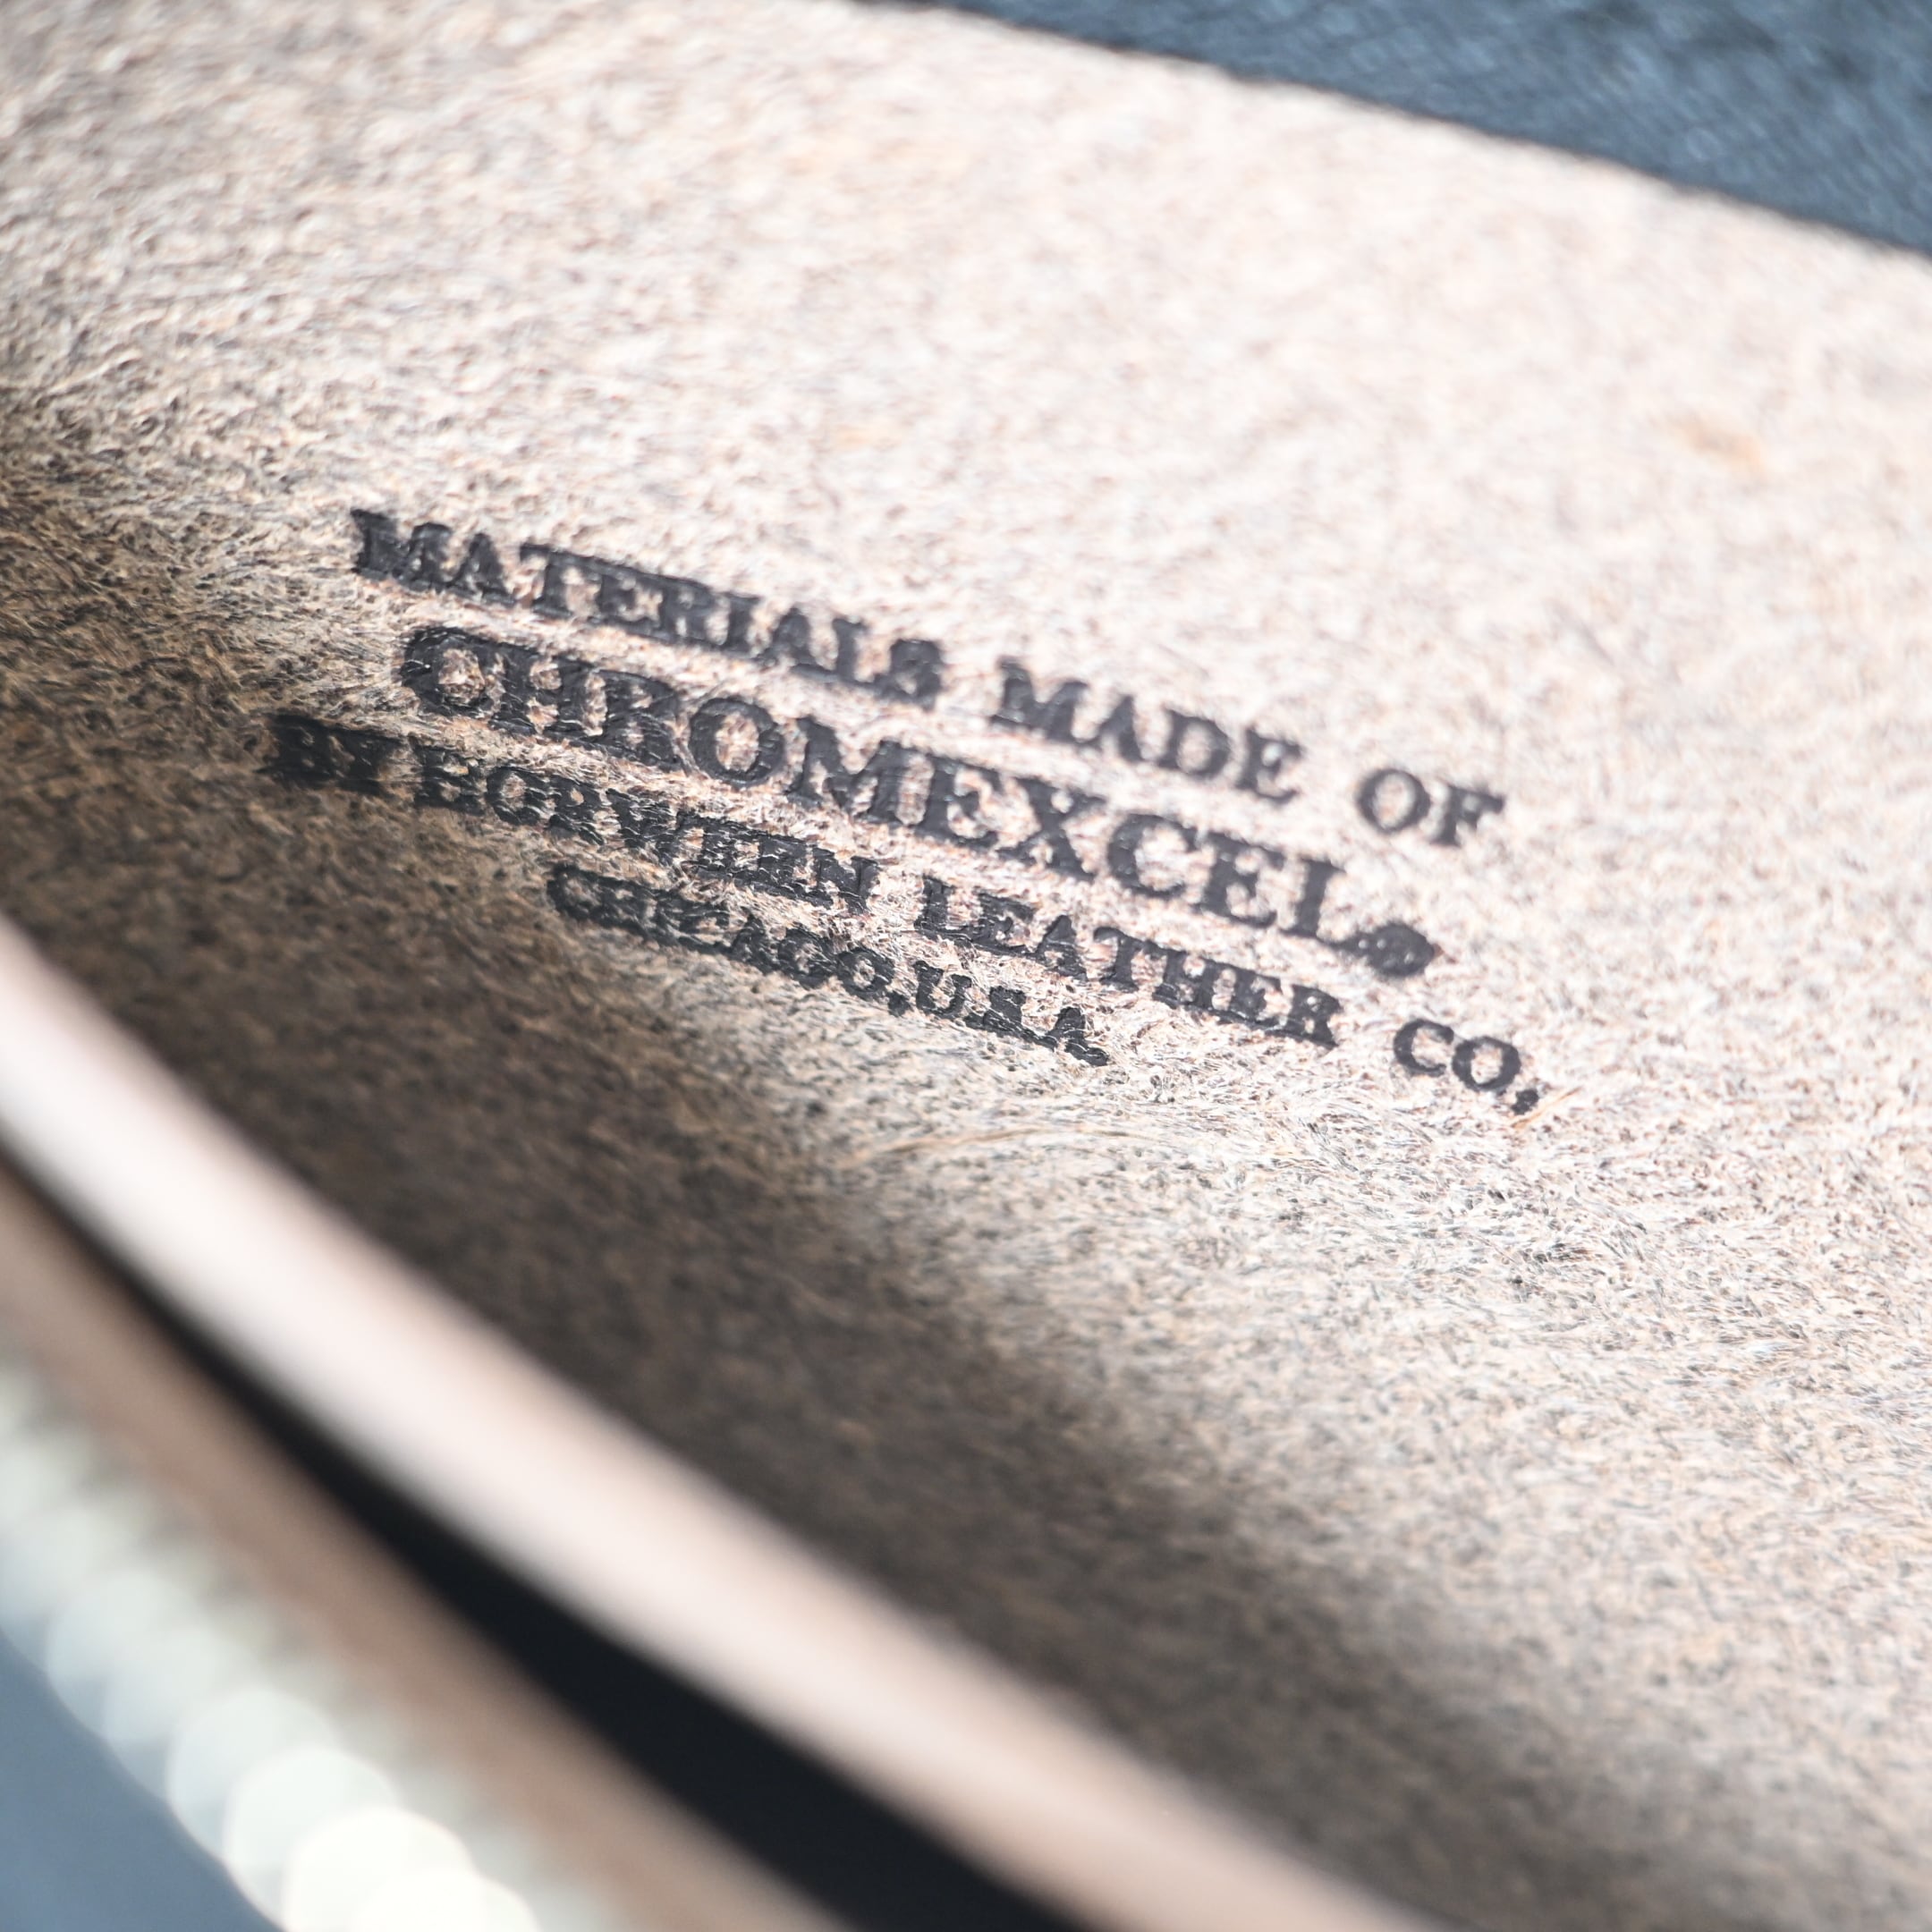 MATERIALS MADE OF
CHROMEXCEL®
BY HORWEEN LEATHER CO,
CHICAGO,U.S.A